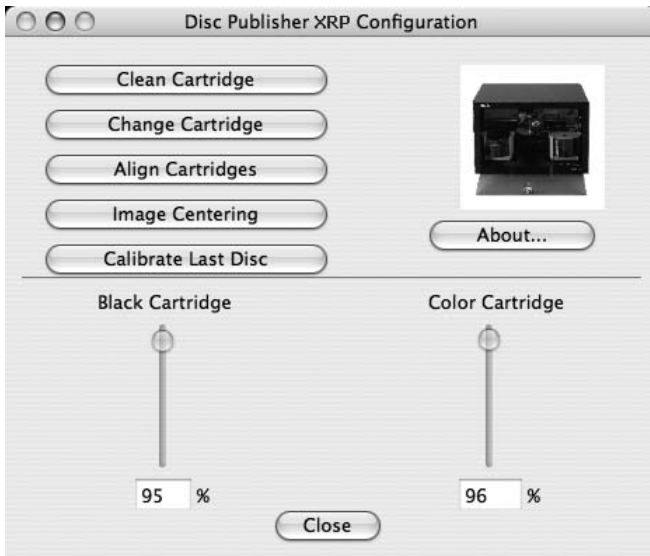 Disc Publisher XRP Configuration
Clean Cartridge
Change Cartridge
Align Cartridges
Image Centering
Calibrate Last Disc
About...
Black Cartridge
Color Cartridge
95 %
96 %
Close